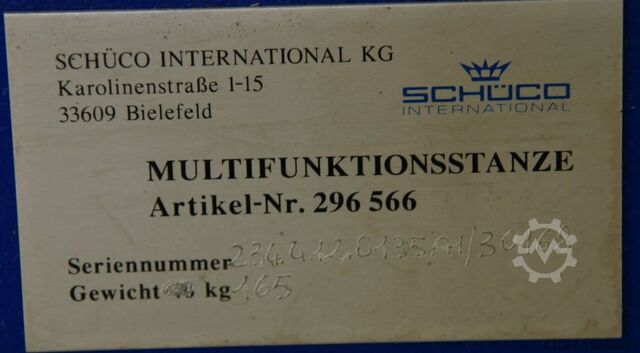 SCHÜCO INTERNATIONAL KG
Karolinenstraße 1-15
33609 Bielefeld
SCHÜCO
INTERNATIONAL
MULTIFUNKTIONSSTANZE
Artikel-Nr. 296 566
Seriennummer
Gewicht kg 165